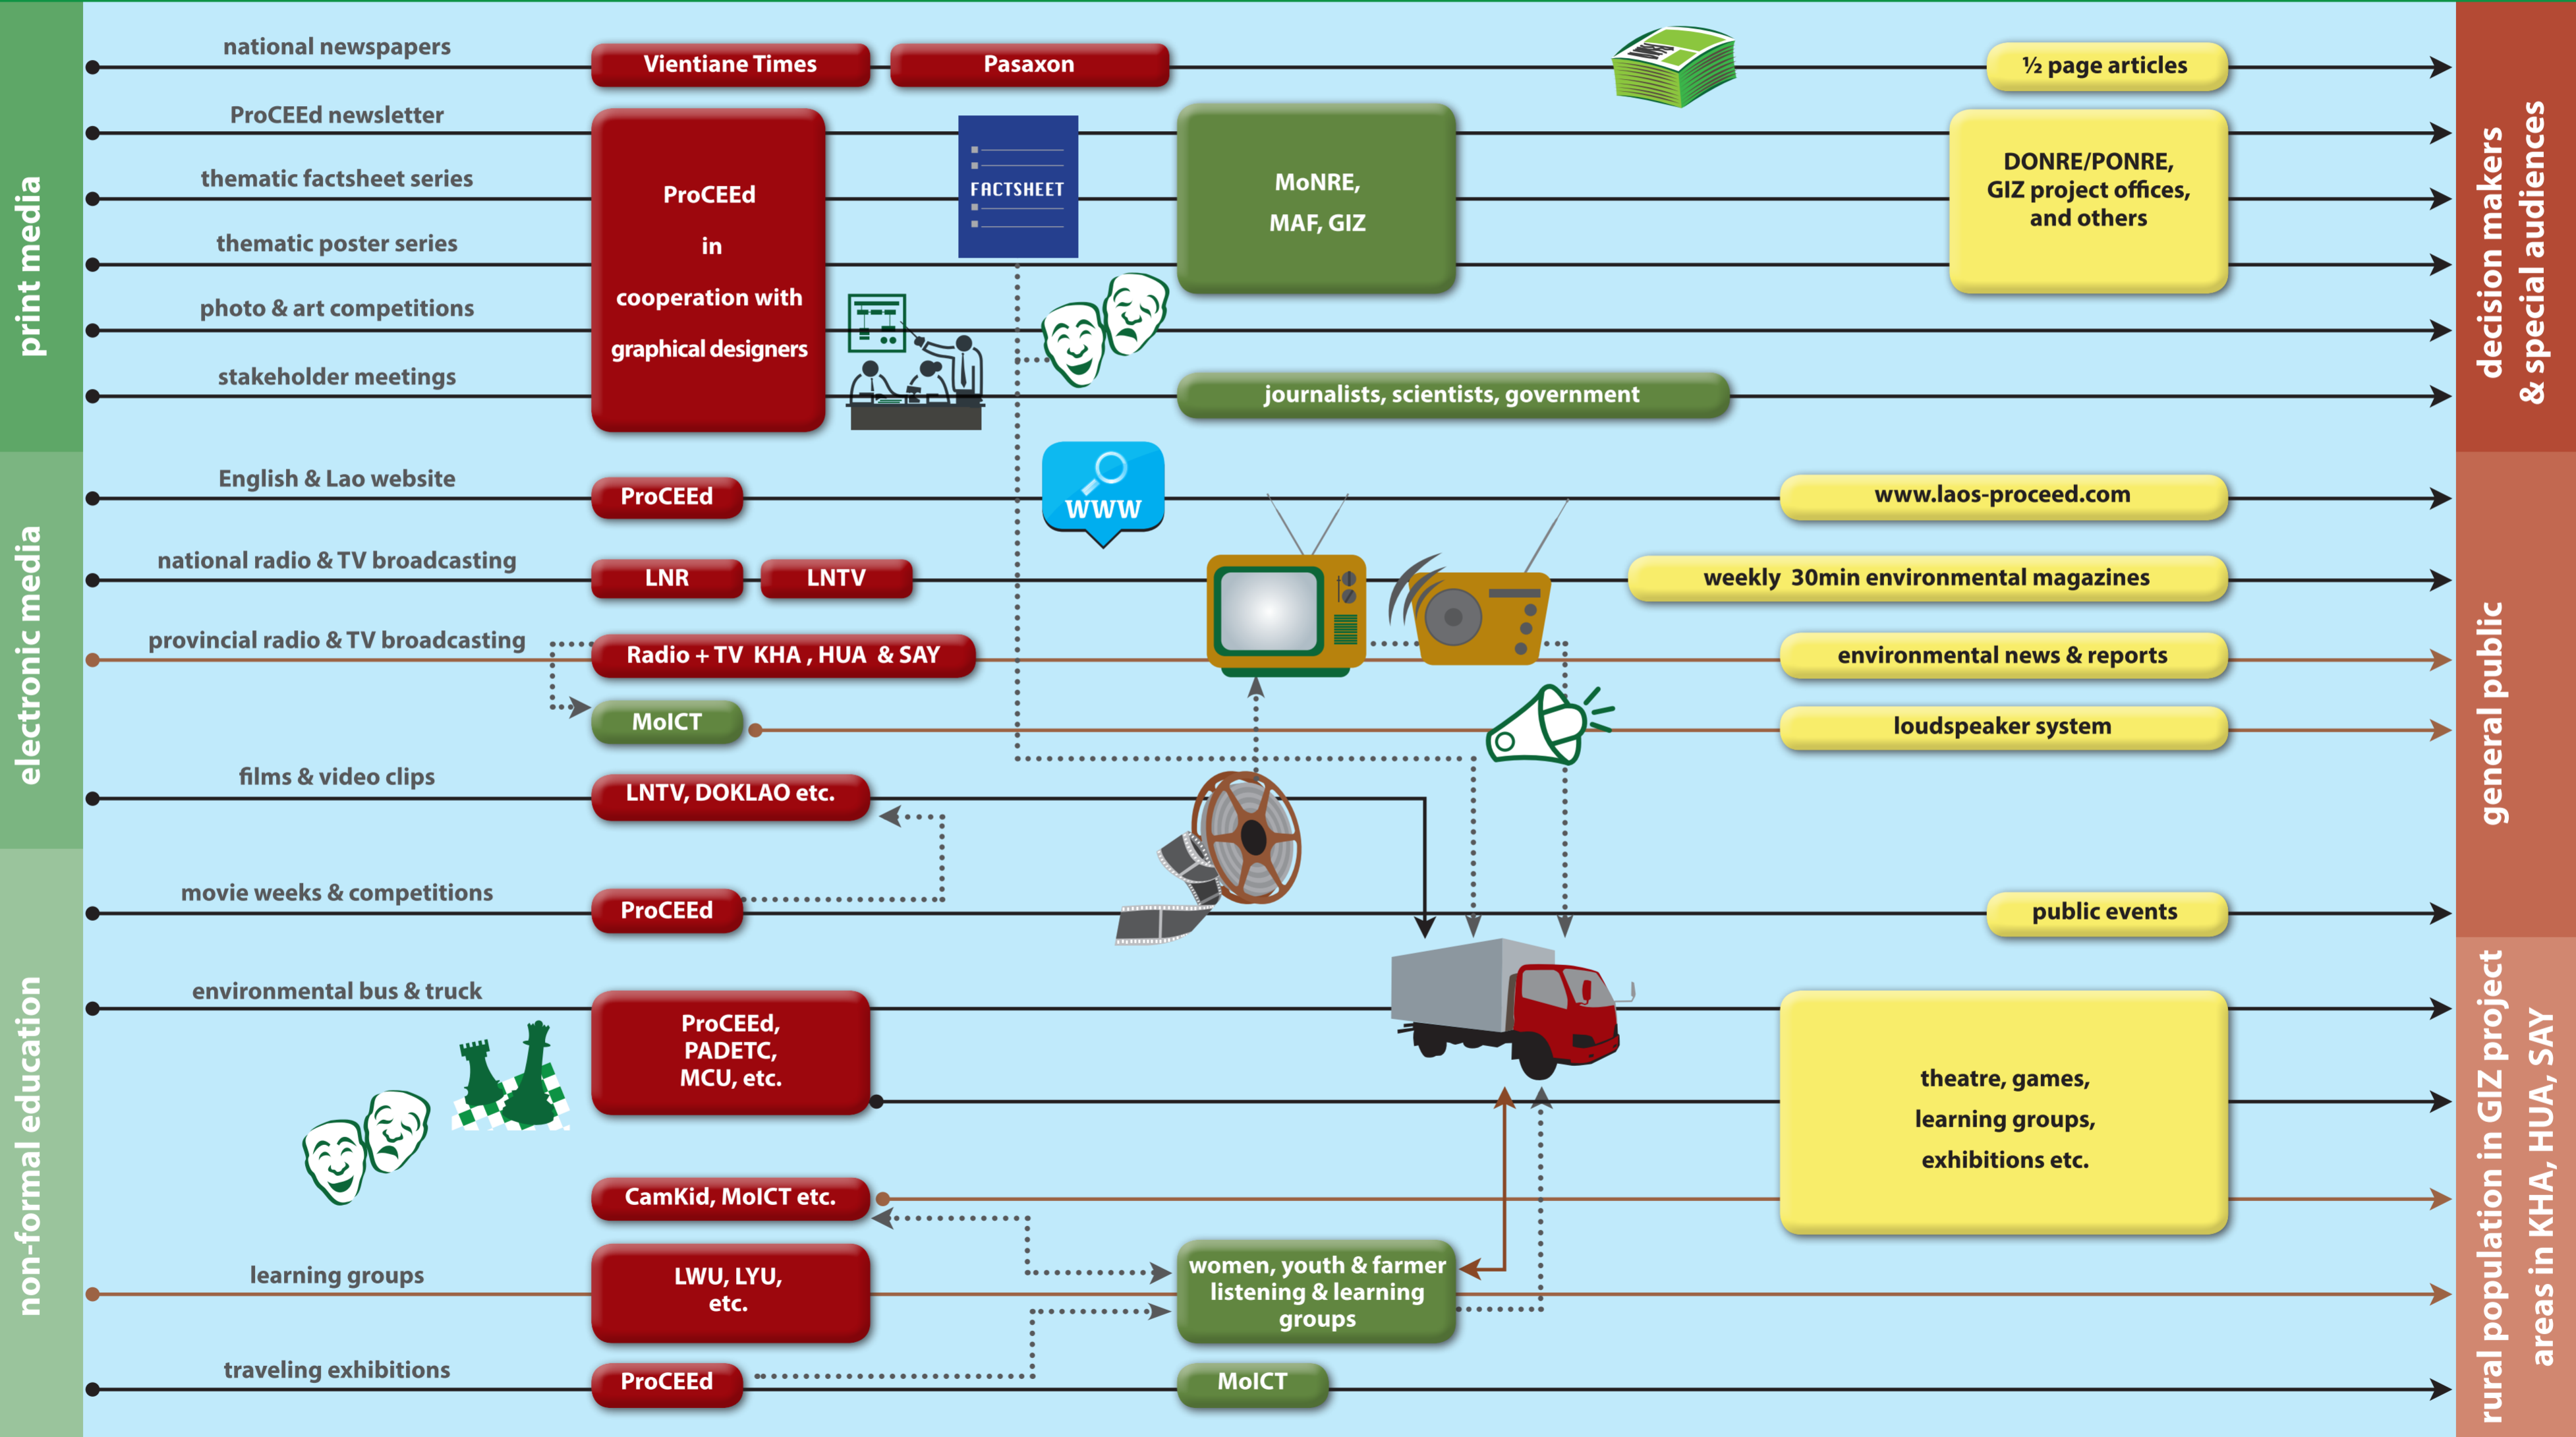 print media
electronic media
non-formal education
national newspapers
Vientiane Times
Pasaxon
½ page articles
ProCEEd newsletter
thematic factsheet series
thematic poster series
photo & art competitions
stakeholder meetings
ProCEEd
in
cooperation with
graphical designers
FACTSHEET
MoNRE,
MAF, GIZ
DONRE/PONRE,
GIZ project offices,
and others
journalists, scientists, government
English & Lao website
ProCEEd
www
www.laos-proceed.com
national radio & TV broadcasting
LNR
LNTV
weekly 30min environmental magazines
provincial radio & TV broadcasting
Radio + TV KHA , HUA & SAY
environmental news & reports
MoICT
loudspeaker system
films & video clips
LNTV, DOKLAO etc.
movie weeks & competitions
ProCEEd
public events
environmental bus & truck
ProCEEd,
PADETC,
MCU, etc.
theatre, games,
learning groups,
exhibitions etc.
CamKid, MoICT etc.
learning groups
LWU, LYU,
etc.
women, youth & farmer
listening & learning
groups
traveling exhibitions
ProCEEd
MoICT
decision makers
& special audiences
general public
rural population in GIZ project
areas in KHA, HUA, SAY